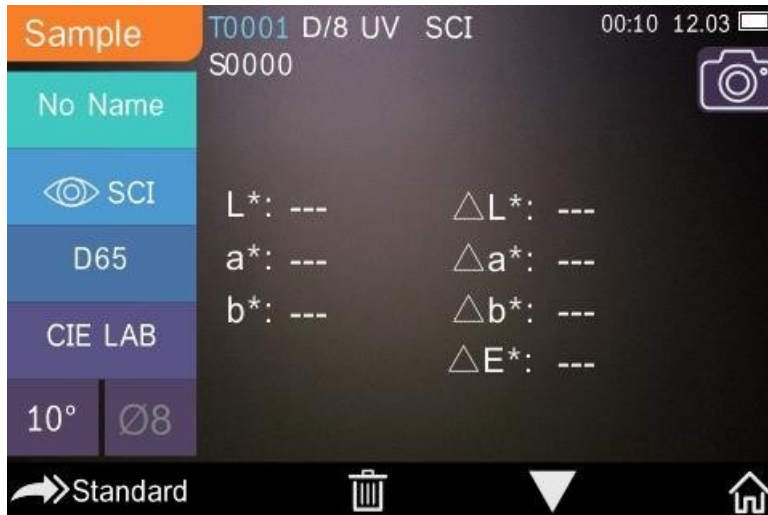 Sample
T0001 D/8 UV SCI 00:10 12.03
S0000
No Name
SCI
D65
CIE LAB
10° Ø8
L*: --- △L*: ---
a*: --- △a*: ---
b*: --- △b*: ---
△E*: ---
Standard